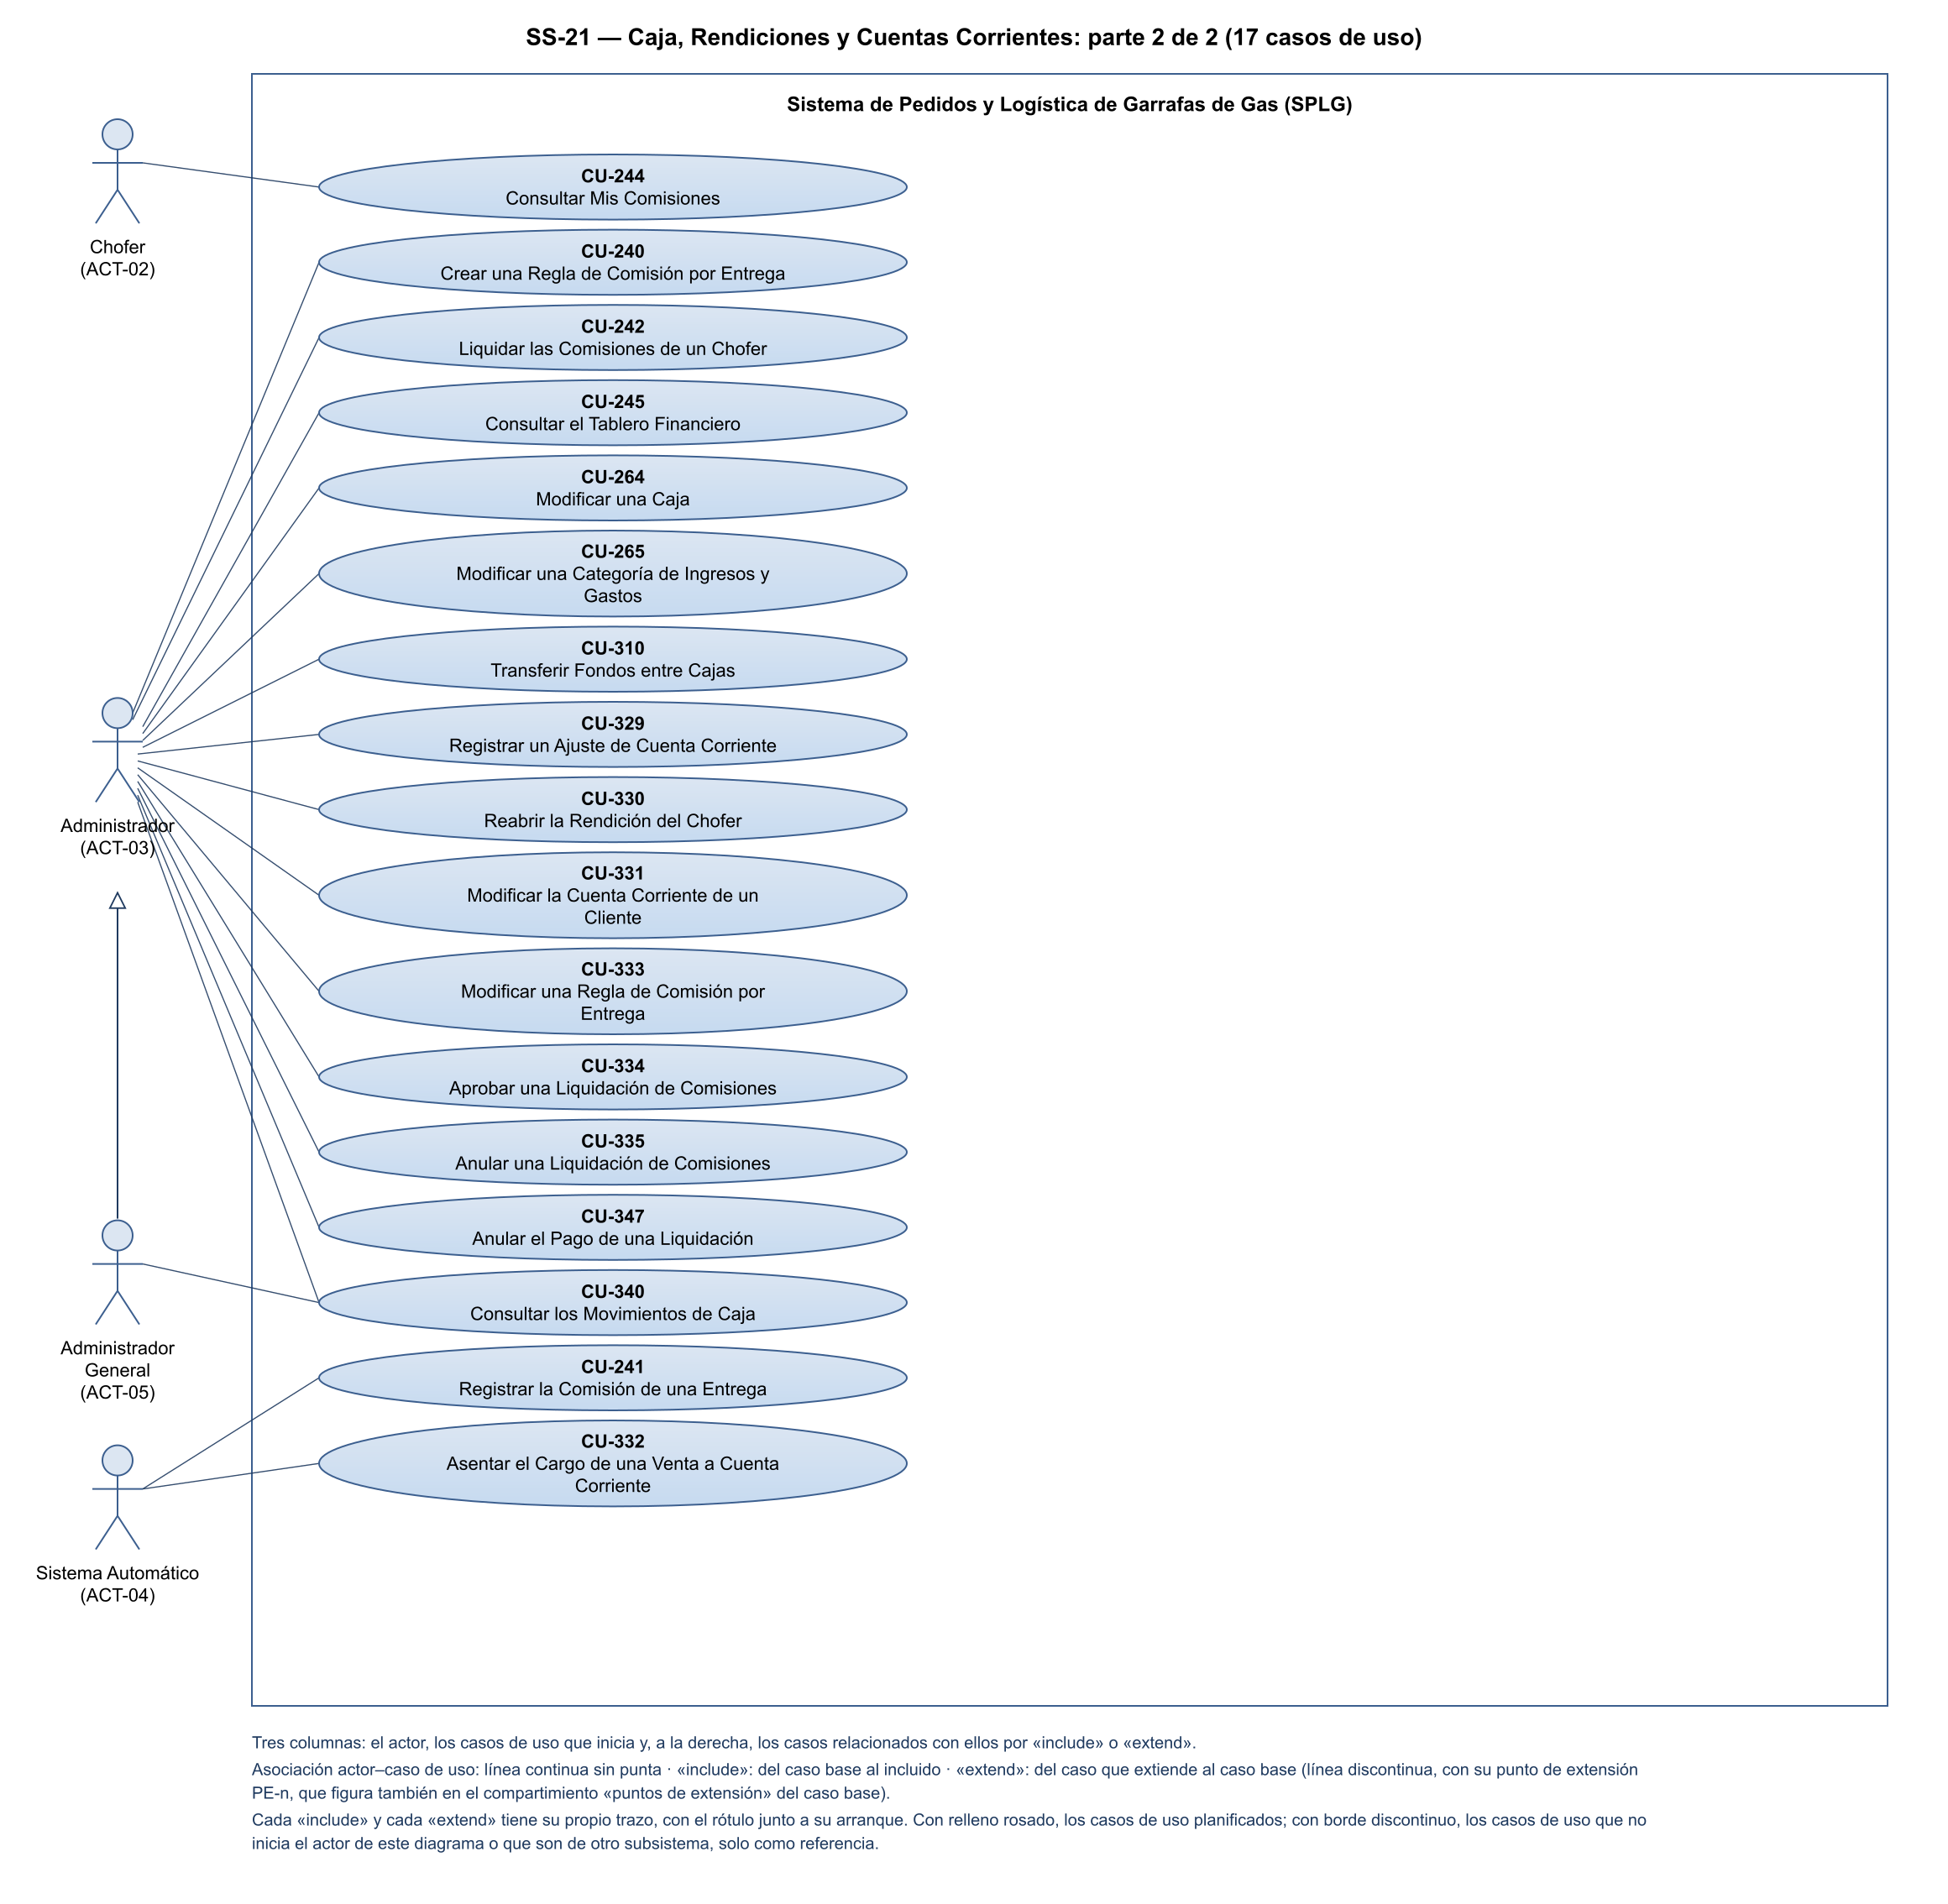 SS-21 — Caja, Rendiciones y Cuentas Corrientes: parte 2 de 2 (17 casos de uso)
Sistema de Pedidos y Logística de Garrafas de Gas (SPLG)
Chofer
(ACT-02)
CU-244
Consultar Mis Comisiones
CU-240
Crear una Regla de Comisión por Entrega
CU-242
Liquidar las Comisiones de un Chofer
CU-245
Consultar el Tablero Financiero
CU-264
Modificar una Caja
CU-265
Modificar una Categoría de Ingresos y
Gastos
CU-310
Transferir Fondos entre Cajas
CU-329
Registrar un Ajuste de Cuenta Corriente
CU-330
Reabrir la Rendición del Chofer
Administrador
(ACT-03)
CU-331
Modificar la Cuenta Corriente de un
Cliente
CU-333
Modificar una Regla de Comisión por
Entrega
CU-334
Aprobar una Liquidación de Comisiones
CU-335
Anular una Liquidación de Comisiones
CU-347
Anular el Pago de una Liquidación
CU-340
Consultar los Movimientos de Caja
Administrador
General
(ACT-05)
CU-241
Registrar la Comisión de una Entrega
CU-332
Asentar el Cargo de una Venta a Cuenta
Corriente
Sistema Automático
(ACT-04)
Tres columnas: el actor, los casos de uso que inicia y, a la derecha, los casos relacionados con ellos por «include» o «extend».
Asociación actor–caso de uso: línea continua sin punta · «include»: del caso base al incluido · «extend»: del caso que extiende al caso base (línea discontinua, con su punto de extensión
PE-n, que figura también en el compartimiento «puntos de extensión» del caso base).
Cada «include» y cada «extend» tiene su propio trazo, con el rótulo junto a su arranque. Con relleno rosado, los casos de uso planificados; con borde discontinuo, los casos de uso que no
inicia el actor de este diagrama o que son de otro subsistema, solo como referencia.